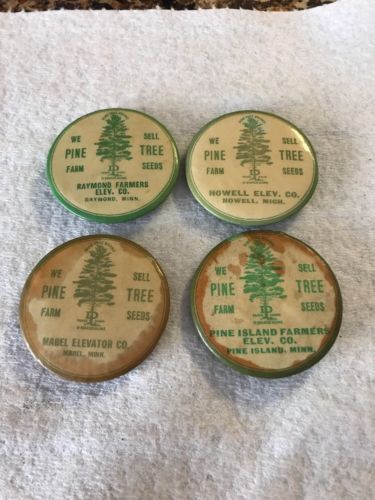 WE SELL
PINE TREE
FARM SEEDS
RAYMOND FARMERS
ELEV. CO.
RAYMOND, MINN.
WE SELL
PINE TREE
FARM SEEDS
HOWELL ELEV. CO.
HOWELL, MICH.
WE SELL
PINE TREE
FARM SEEDS
MABEL ELEVATOR CO.
MABEL, MINN.
WE SELL
PINE TREE
FARM SEEDS
PINE ISLAND FARMERS
ELEV. CO.
PINE ISLAND, MINN.